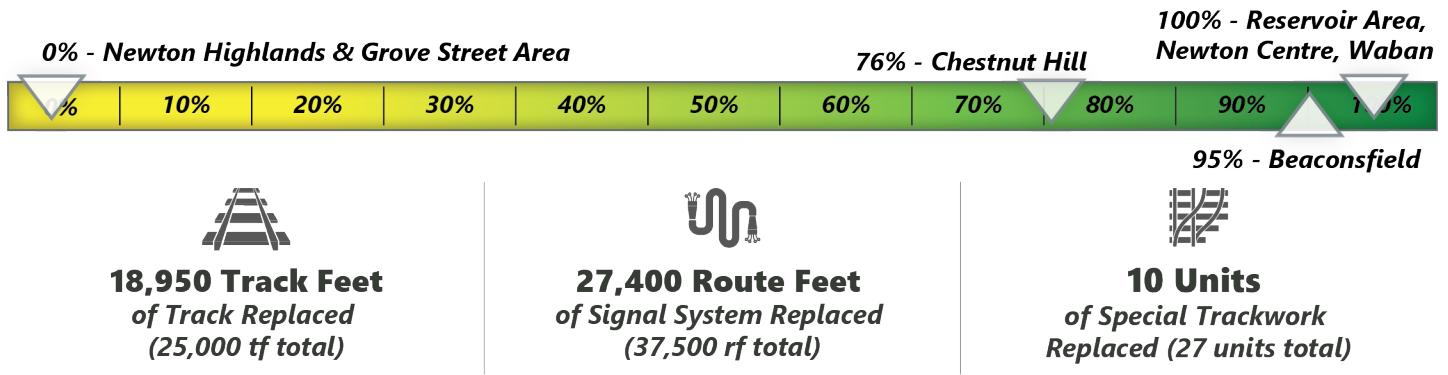 100% - Reservoir Area,
Newton Centre, Waban
0% - Newton Highlands & Grove Street Area
76% - Chestnut Hill
0% 10% 20% 30% 40% 50% 60% 70% 80% 90% 100%
95% - Beaconsfield
18,950 Track Feet
of Track Replaced
(25,000 tf total)
27,400 Route Feet
of Signal System Replaced
(37,500 rf total)
10 Units
of Special Trackwork
Replaced (27 units total)